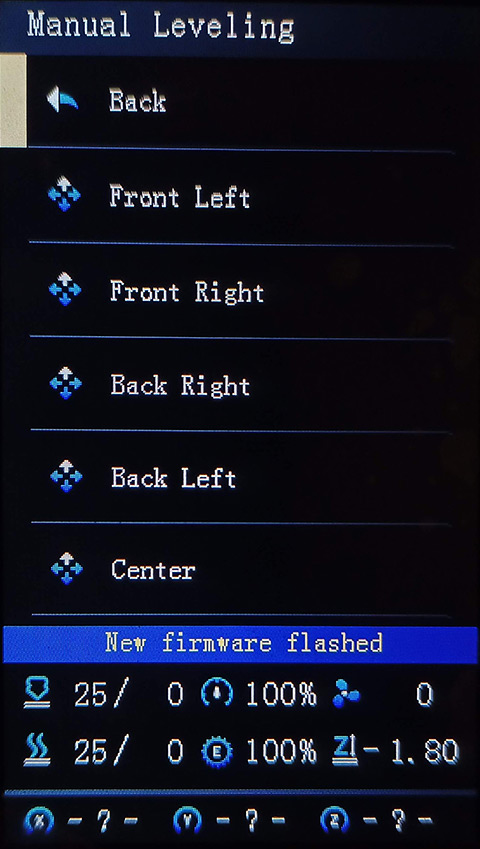 Manual Leveling
Back
Front Left
Front Right
Back Right
Back Left
Center
New firmware flashed
25/ 0 100% 0
25/ 0 E 100% Z -1.80
X -?- Y -?- Z -?-